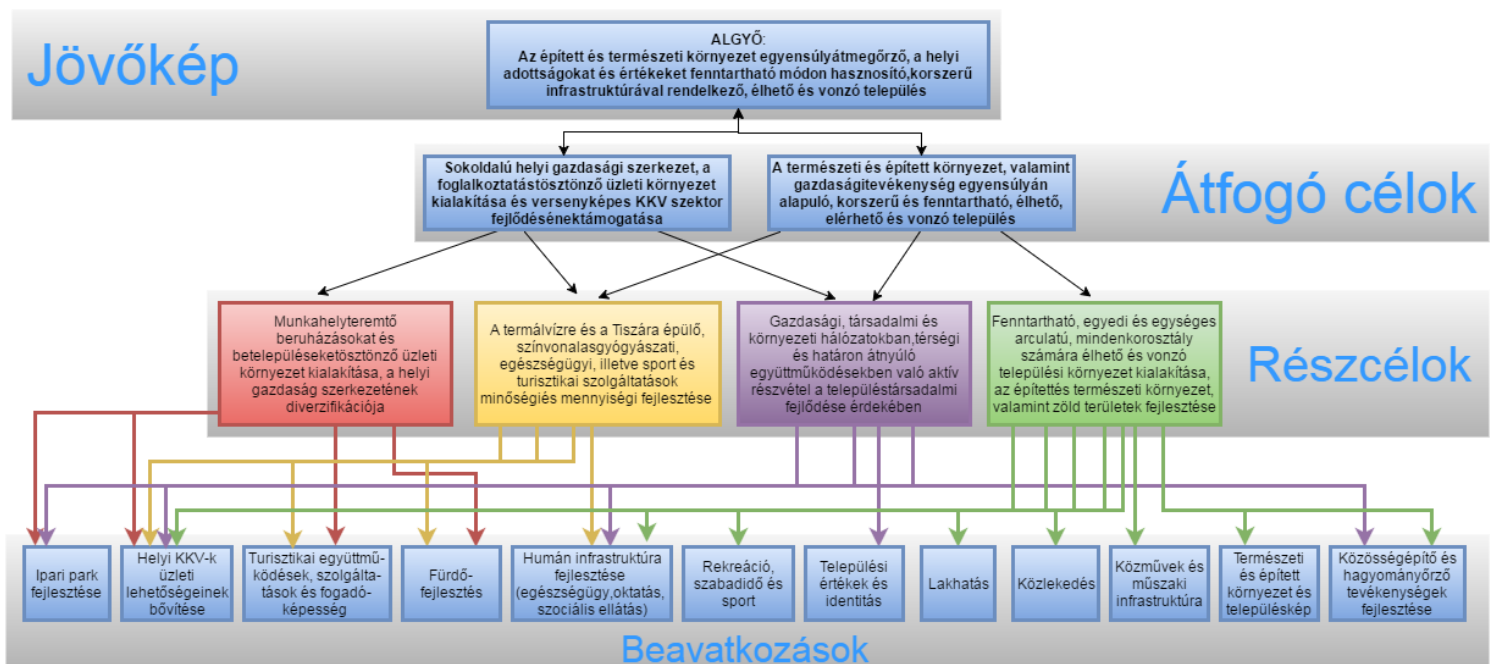 Jövőkép
ALGYŐ:
Az épített és természeti környezet egyensúlyátmegőrző, a helyi
adottságokat és értékeket fenntartható módon hasznosító,korszerű
infrastruktúrával rendelkező, élhető és vonzó település
Sokoldalú helyi gazdasági szerkezet, a
foglalkoztatástösztönző üzleti környezet
kialakítása és versenyképes KKV szektor
fejlődésénektámogatása
A természeti és épített környezet, valamint
gazdaságitevékenység egyensúlyán
alapuló, korszerű és fenntartható, élhető,
elérhető és vonzó település
Átfogó célok
Munkahelyteremtő
beruházásokat és
betelepüléseketösztönző üzleti
környezet kialakítása, a helyi
gazdaság szerkezetének
diverzifikációja
A termálvízre és a Tiszára épülő,
színvonalasgyógyászati,
egészségügyi, illetve sport és
turisztikai szolgáltatások
minőségiés mennyiségi fejlesztése
Gazdasági, társadalmi és
környezeti hálózatokban,térségi
és határon átnyúló
együttműködésekben való aktív
részvétel a településtársadalmi
fejlődése érdekében
Fenntartható, egyedi és egységes
arculatú, mindenkorosztály
számára élhető és vonzó
települési környezet kialakítása,
az építettés természeti környezet,
valamint zöld területek fejlesztése
Részcélok
Ipari park
fejlesztése
Helyi KKV-k
üzleti
lehetőségeinek
bővítése
Turisztikai együttmű-
ködések, szolgálta-
tások és fogadó-
képesség
Fürdő-
fejlesztés
Humán infrastruktúra
fejlesztése
(egészségügy,oktatás,
szociális ellátás)
Rekreáció,
szabadidő és
sport
Települési
értékek és
identitás
Lakhatás
Közlekedés
Közművek és
műszaki
infrastruktúra
Természeti
és épített
környezet és
településkép
Közösségépítő és
hagyományőrző
tevékenységek
fejlesztése
Beavatkozások